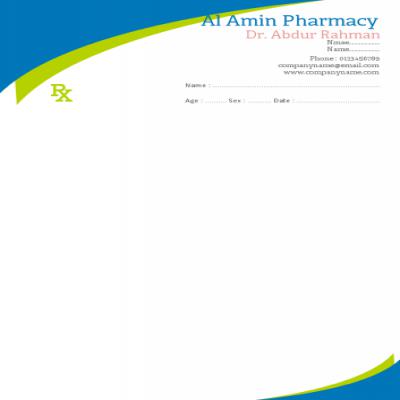 Al Amin Pharmacy
Dr. Abdur Rahman
Nmae................
Name................
Phone : 0123456789
companyname@email.com
www.companyname.com
Rx
Name : ................................................................
Age : .......... Sex : .......... Date : ................................